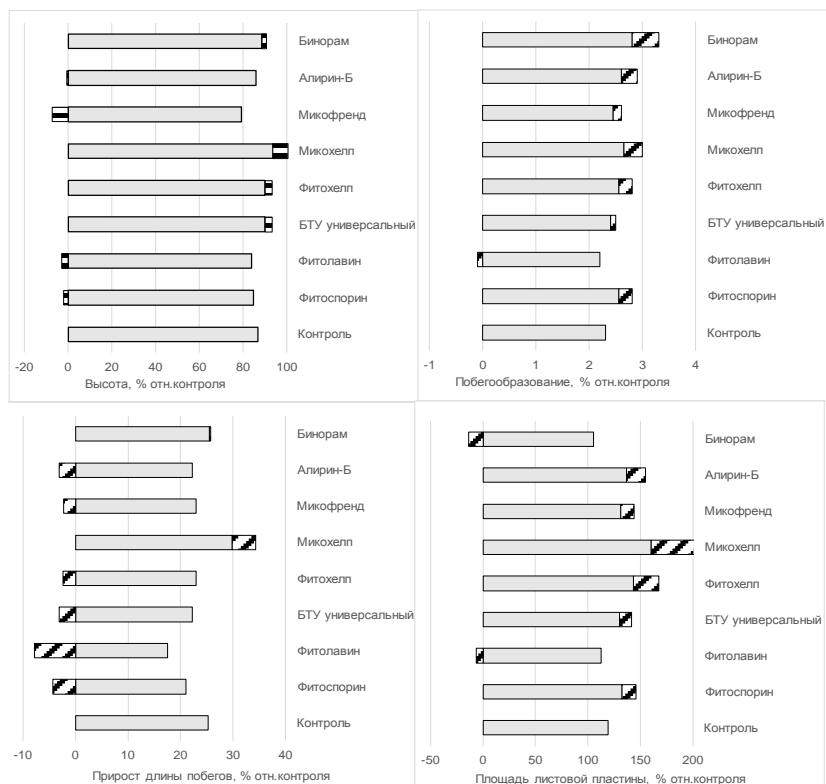 Бинорам
Алирин-Б
Микофренд
Микохелп
Фитохелп
БТУ универсальный
Фитолавин
Фитоспорин
Контроль
-20 0 20 40 60 80 100
Высота, % отн.контроля
Бинорам
Алирин-Б
Микофренд
Микохелп
Фитохелп
БТУ универсальный
Фитолавин
Фитоспорин
Контроль
-1 0 1 2 3 4
Побегообразование, % отн.контроля
Бинорам
Алирин-Б
Микофренд
Микохелп
Фитохелп
БТУ универсальный
Фитолавин
Фитоспорин
Контроль
-10 0 10 20 30 40
Прирост длины побегов, % отн.контроля
Бинорам
Алирин-Б
Микофренд
Микохелп
Фитохелп
БТУ универсальный
Фитолавин
Фитоспорин
Контроль
-50 0 50 100 150 200
Площадь листовой пластины, % отн.контроля